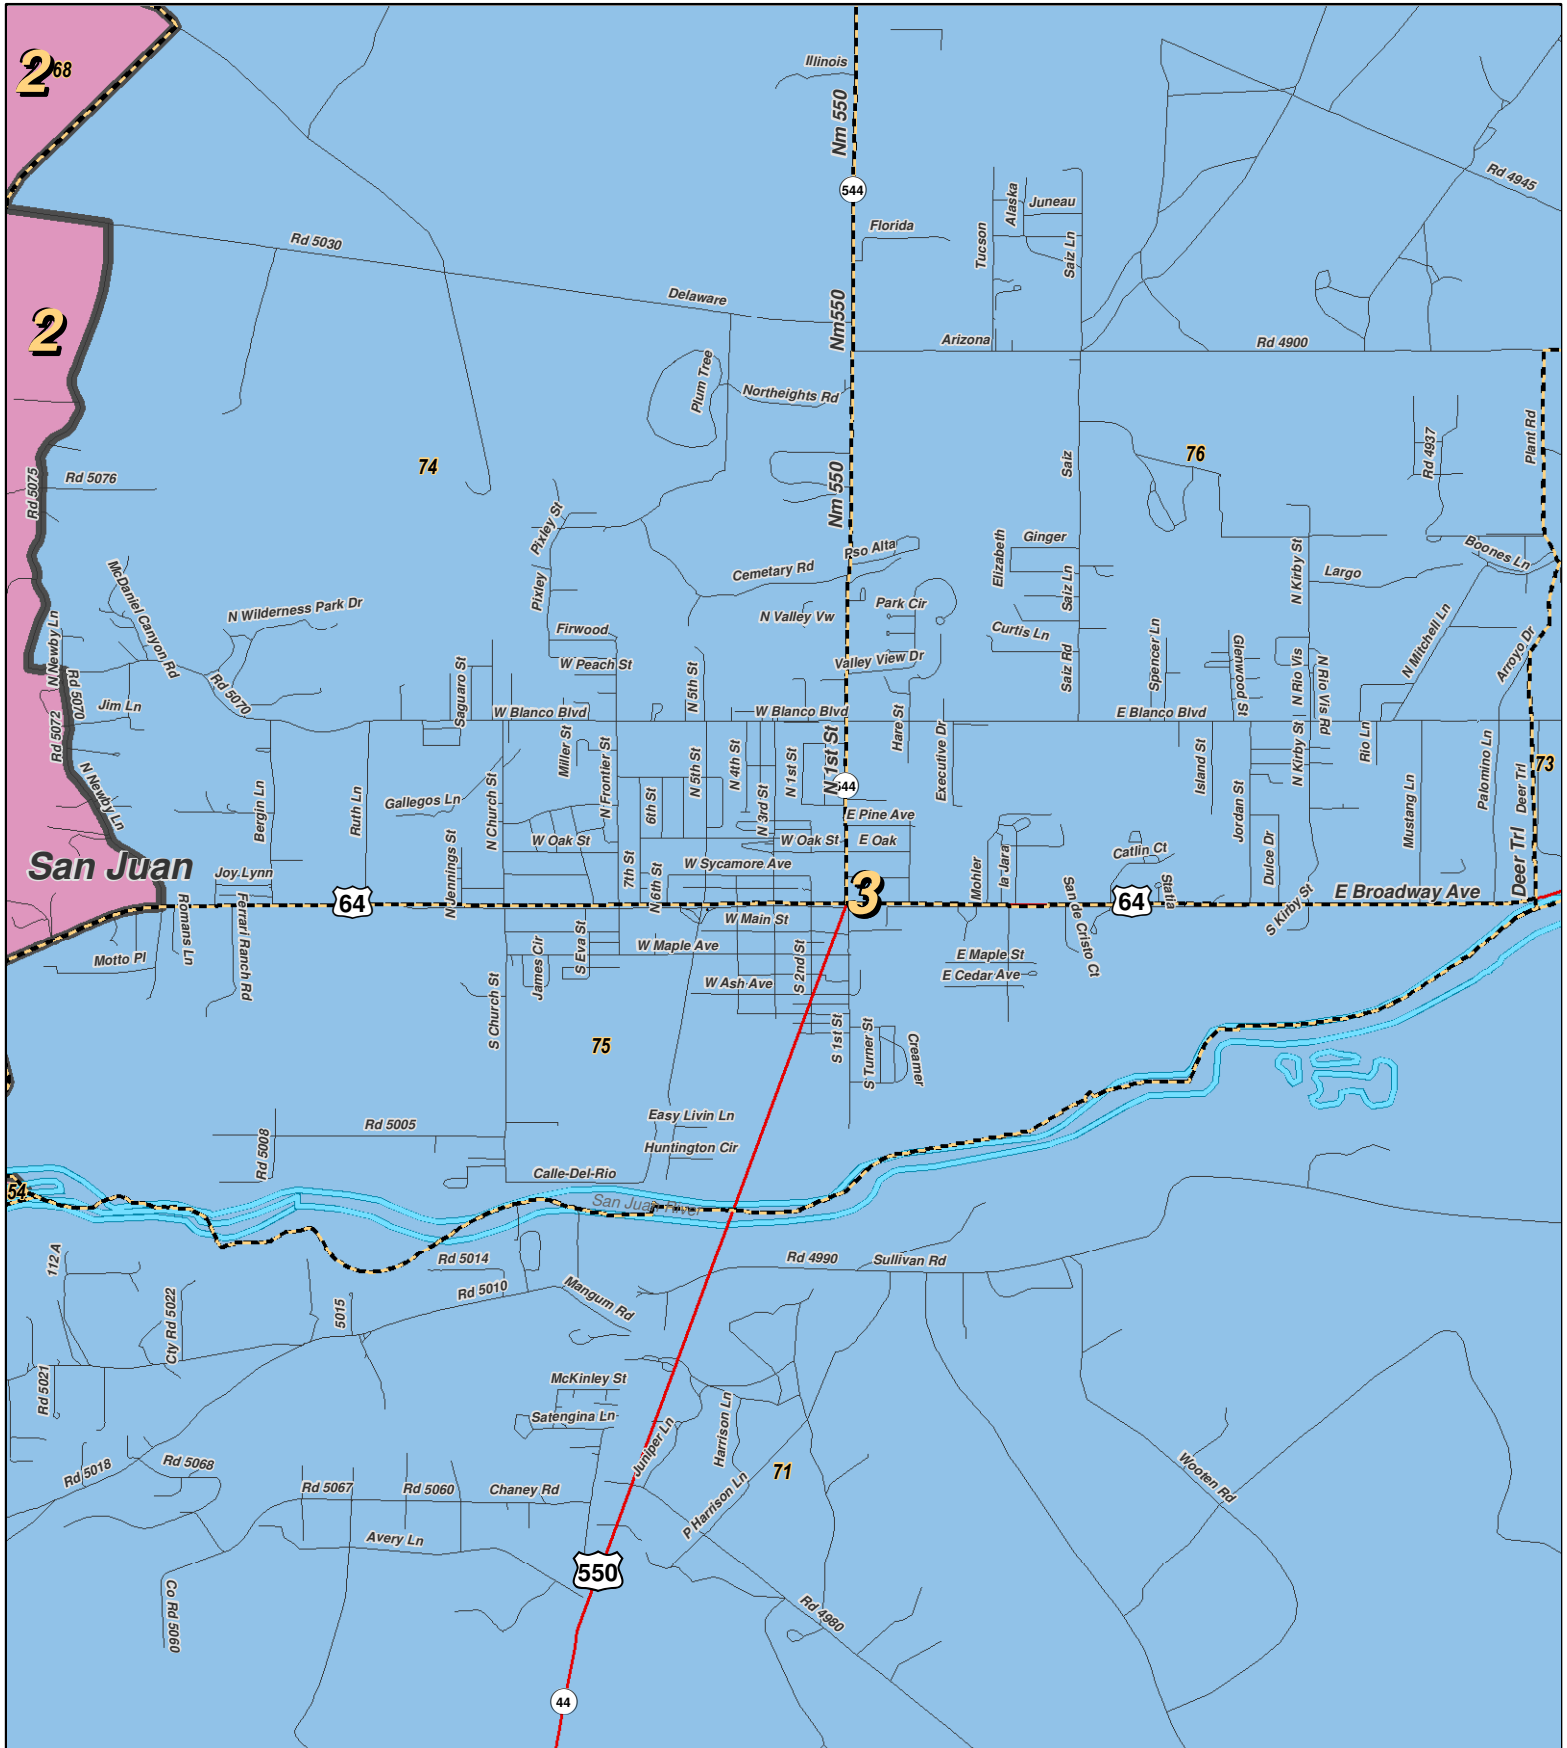 2
68
Illinois
Nm 550
544
Rd 4945
Alaska
Juneau
Florida
Tucson
Saiz Ln
Rd 5030
Delaware
Nm550
2
Arizona
Rd 4900
Plum Tree
Northeights Rd
Plant Rd
74
76
Saiz
Rd 4937
Rd 5075
Rd 5076
Nm 550
Pixley St
Pso Alta
Elizabeth
Ginger
Boones Ln
N Kirby St
Largo
McDaniel Canyon Rd
Cemetary Rd
Pixley
Saiz Ln
N Wilderness Park Dr
N Valley Vw
Park Cir
N Newby Ln
Firwood
Curtis Ln
Spencer Ln
Glenwood St
N Mitchell Ln
Arroyo Dr
W Peach St
Valley View Dr
Saiz Rd
N Rio Vis
N Rio Vis Rd
Rd 5070
Rd 5070
Saguaro St
N 5th St
Jim Ln
W Blanco Blvd
W Blanco Blvd
E Blanco Blvd
Rd 5072
Miller St
N Frontier St
N 5th St
N 4th St
N 1st St
N 1st St
Hare St
Executive Dr
Island St
N Kirby St
Rio Ln
Palomino Ln
Deer Trl
73
N Newby Ln
Bergin Ln
Ruth Ln
Gallegos Ln
N Church St
6th St
N 3rd St
544
E Pine Ave
Jordan St
Mustang Ln
W Oak St
W Oak St
E Oak
Catlin Ct
Dulce Dr
San Juan
Joy Lynn
N Jennings St
7th St
N 6th St
W Sycamore Ave
Mohler
la Jara
Staia
Deer Trl
64
3
64
E Broadway Ave
Romans Ln
Ferrari Ranch Rd
W Main St
San de Cristo Ct
S Kirby St
Motto Pl
S Eva St
W Maple Ave
E Maple St
James Cir
S 2nd St
E Cedar Ave
W Ash Ave
S Church St
75
S 1st St
S Turner St
Creamer
Easy Livin Ln
Rd 5005
Rd 5008
Huntington Cir
Calle-Del-Rio
54
San Juan River
112 A
Rd 5014
Rd 4990
Sullivan Rd
Rd 5010
Mangum Rd
Cty Rd 5022
5015
McKinley St
Rd 5021
Satengina Ln
Harrison Ln
Juniper Ln
Rd 5018
Rd 5068
71
Wooten Rd
Rd 5067
Rd 5060
Chaney Rd
P Harrison Ln
Avery Ln
550
Co Rd 5060
Rd 4980
44